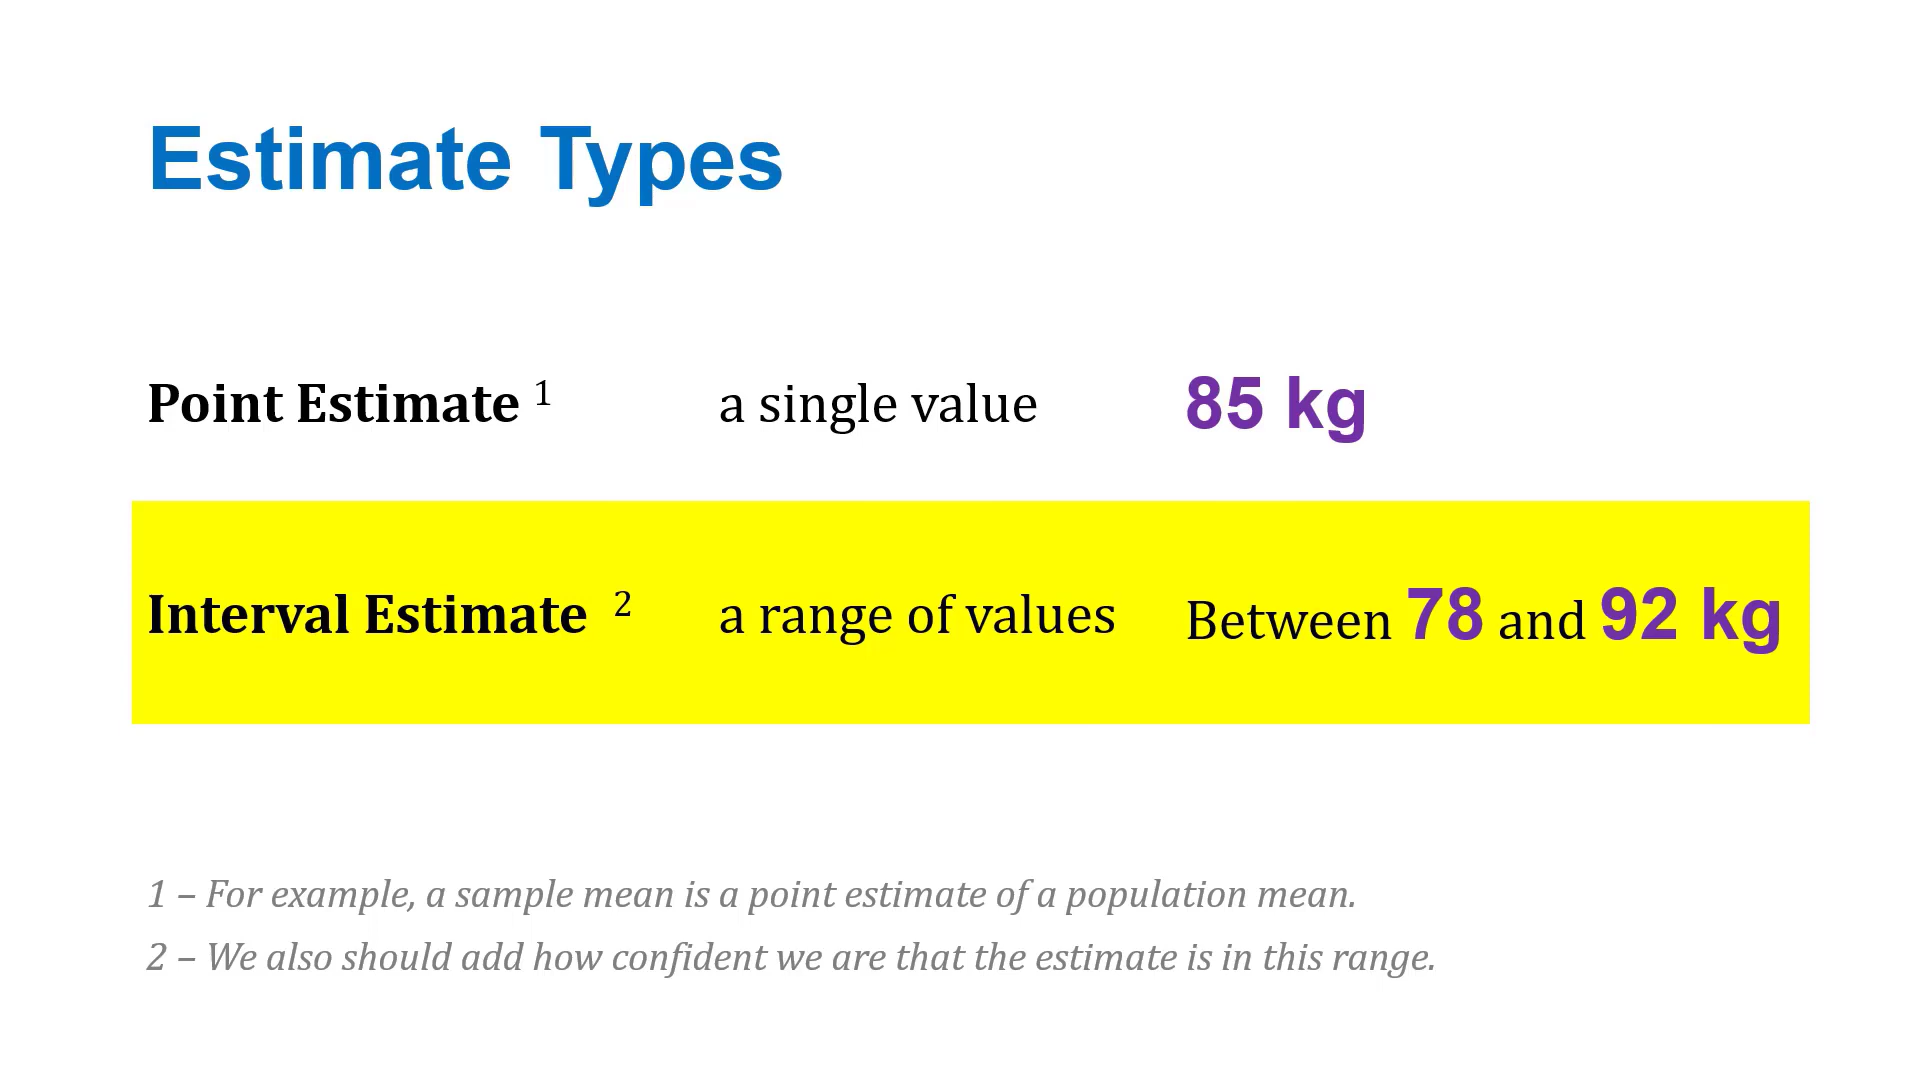 Estimate Types
Point Estimate 1 a single value 85 kg
Interval Estimate 2 a range of values Between 78 and 92 kg
1 – For example, a sample mean is a point estimate of a population mean.
2 – We also should add how confident we are that the estimate is in this range.